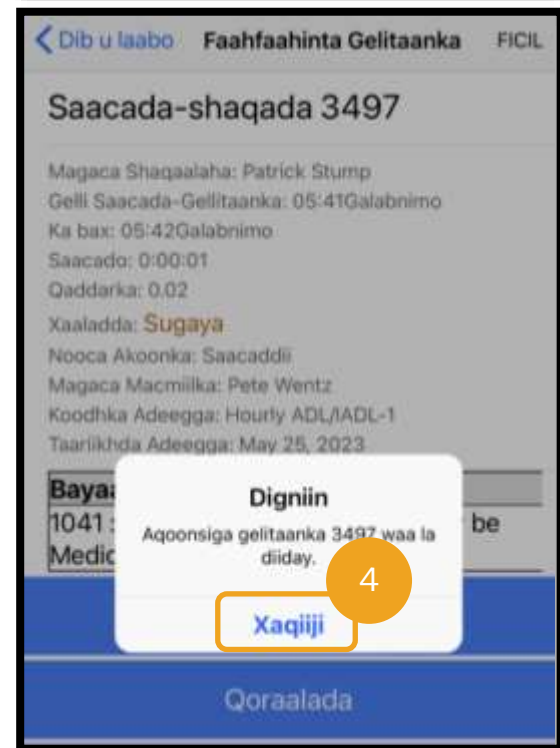 Dib u laabo Faahfaahinta Gelitaanka FICIL
Saacada-shaqada 3497
Magaca Shaqaalaha: Patrick Stump
Gelli Saacada-Gellitaanka: 05:41Galabnimo
Ka bax: 05:42Galabnimo
Saacado: 0:00:01
Qaddarka: 0.02
Xaaladda: Sugaya
Nooca Akoonka: Saacaddii
Magaca Macmiilka: Pete Wentz
Koodhka Adeegga: Hourly ADL/IADL-1
Taariikhda Adeegga: May 25, 2023
Digniin
1041 be
Aqoonsiga gelitaanka 3497 waa la
diiday.
4
Xaqiiji
Qoraalada